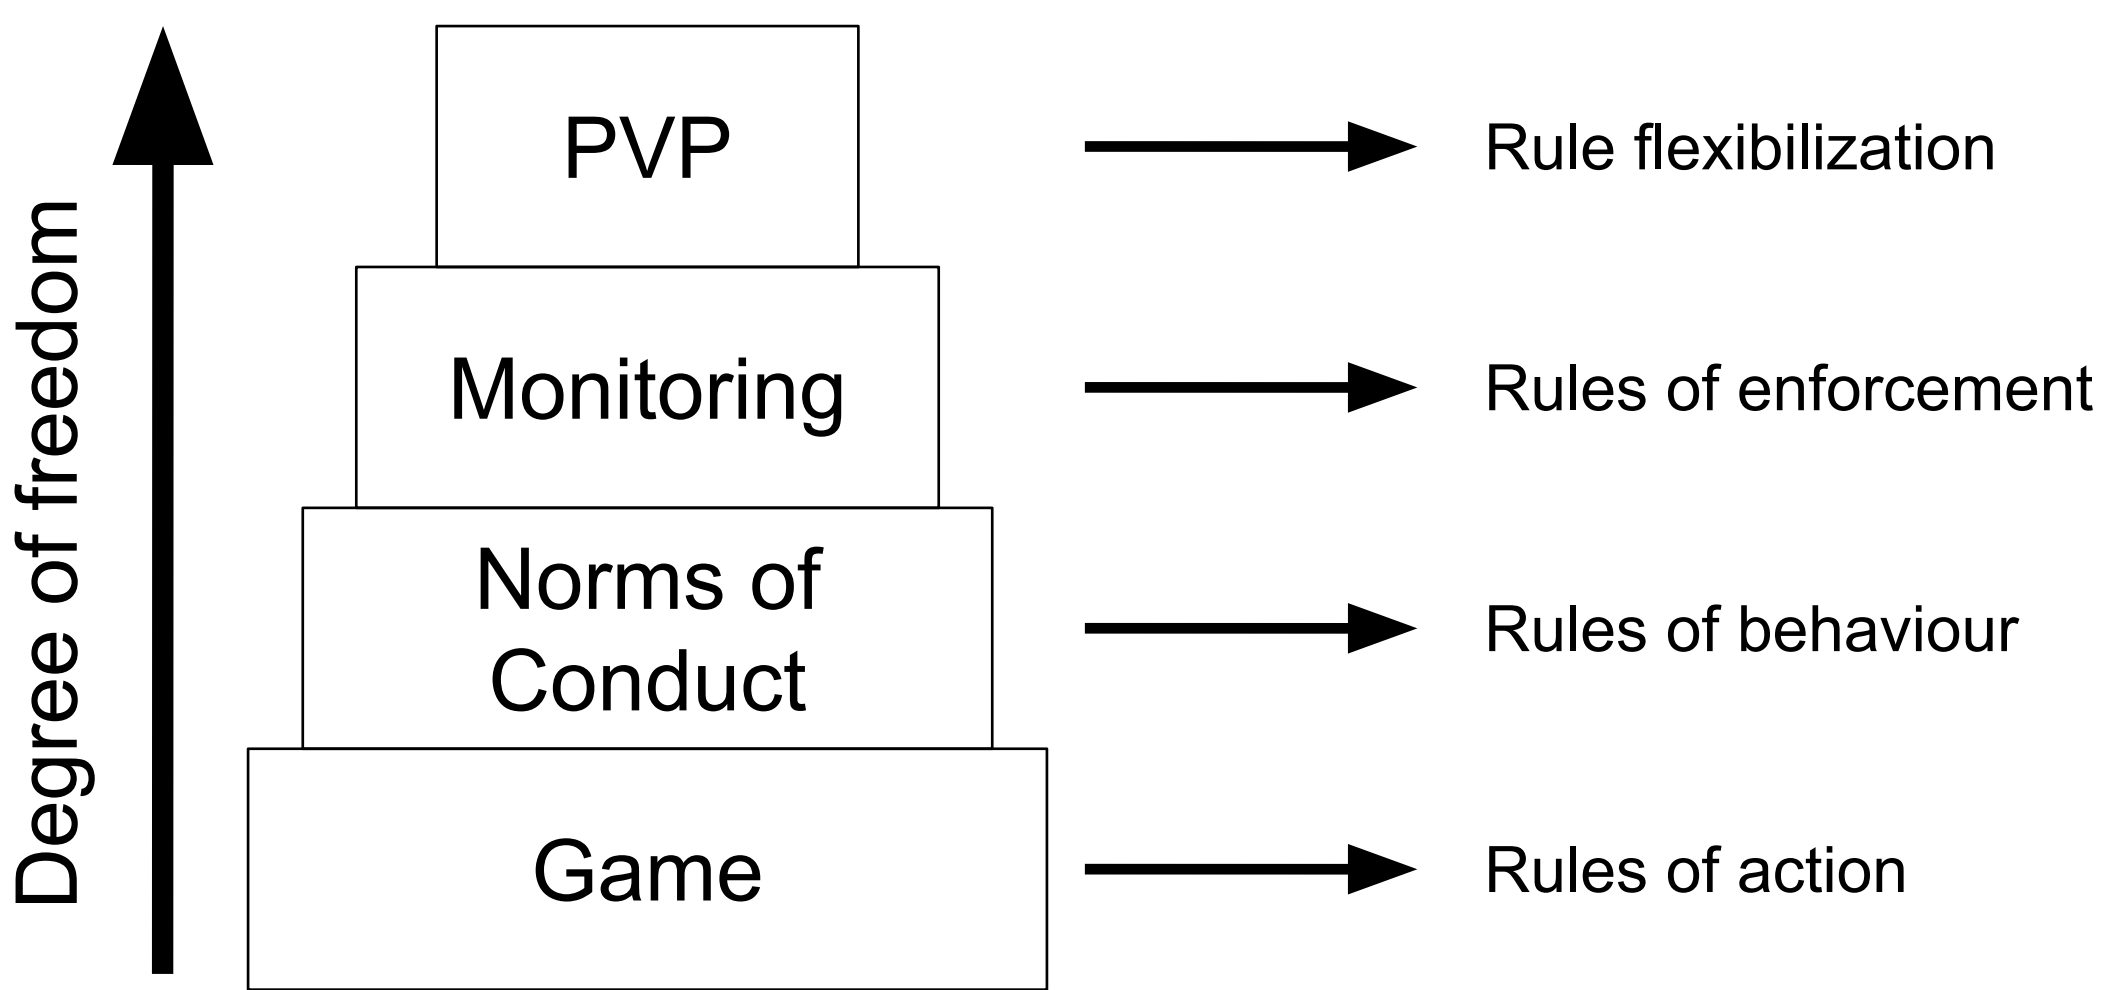 Degree of freedom
PVP
Rule flexibilization
Monitoring
Rules of enforcement
Norms of
Conduct
Rules of behaviour
Game
Rules of action